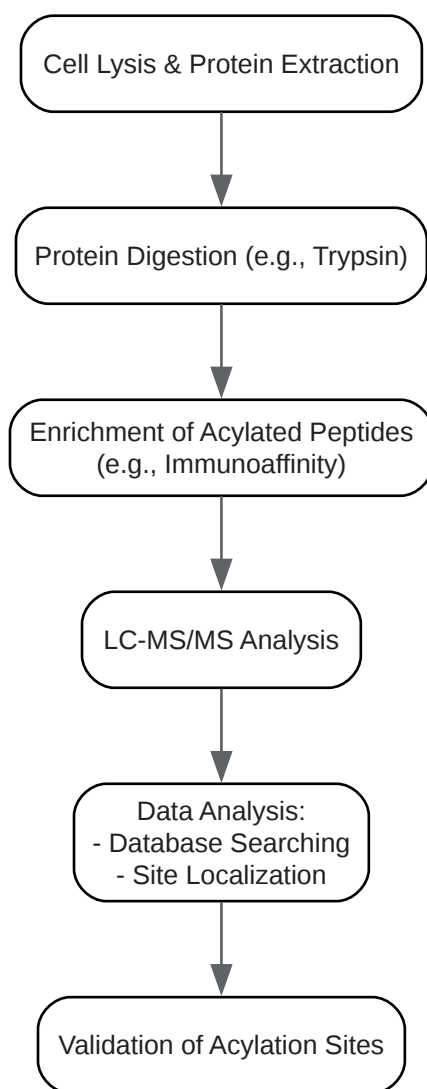 Cell Lysis & Protein Extraction
Protein Digestion (e.g., Trypsin)
Enrichment of Acylated Peptides
(e.g., Immunoaffinity)
LC-MS/MS Analysis
Data Analysis:
- Database Searching
- Site Localization
Validation of Acylation Sites